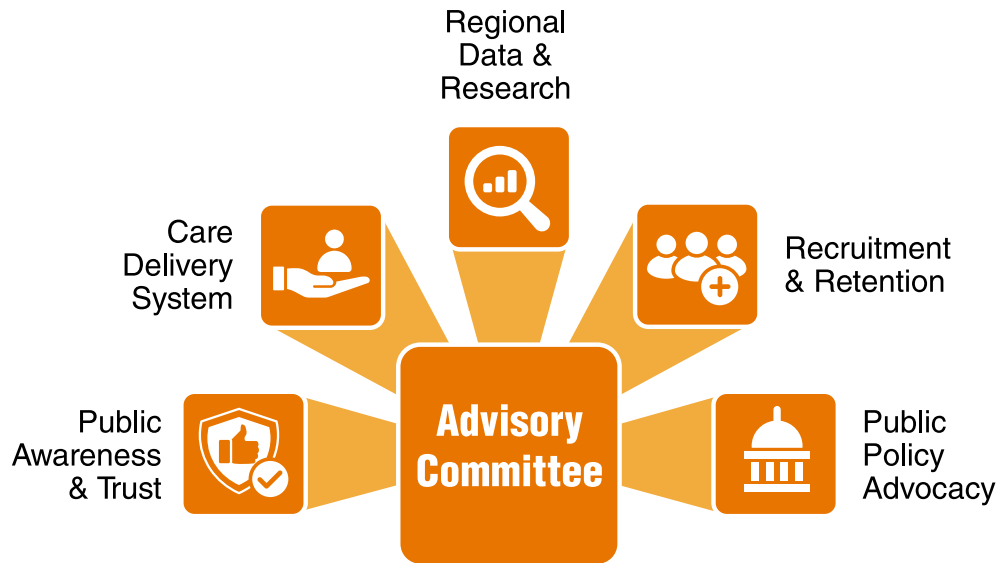 Regional
Data &
Research
Care
Delivery
System
Recruitment
& Retention
Public
Awareness
& Trust
Advisory
Committee
Public
Policy
Advocacy